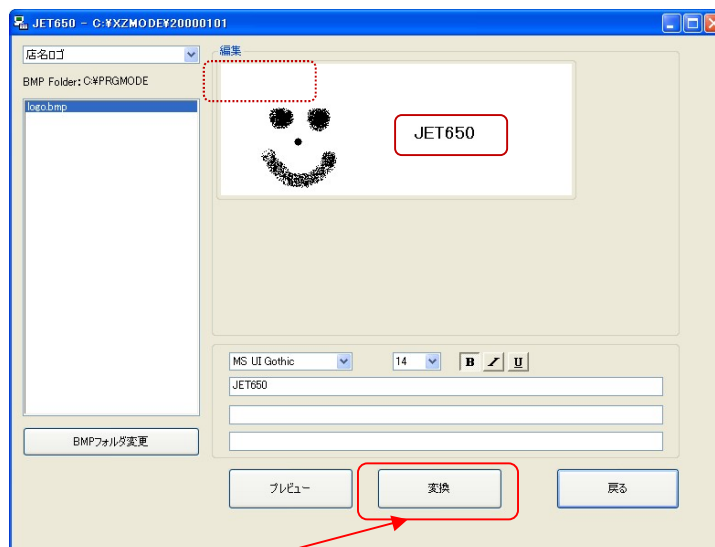 JET650 - C:¥XZMODE¥20000101
店名ロゴ
編集
BMP Folder: C:¥PRGMODE
logo.bmp
JET650
MS UI Gothic
14
B I U
JET650
BMPフォルダ変更
プレビュー
変換
戻る